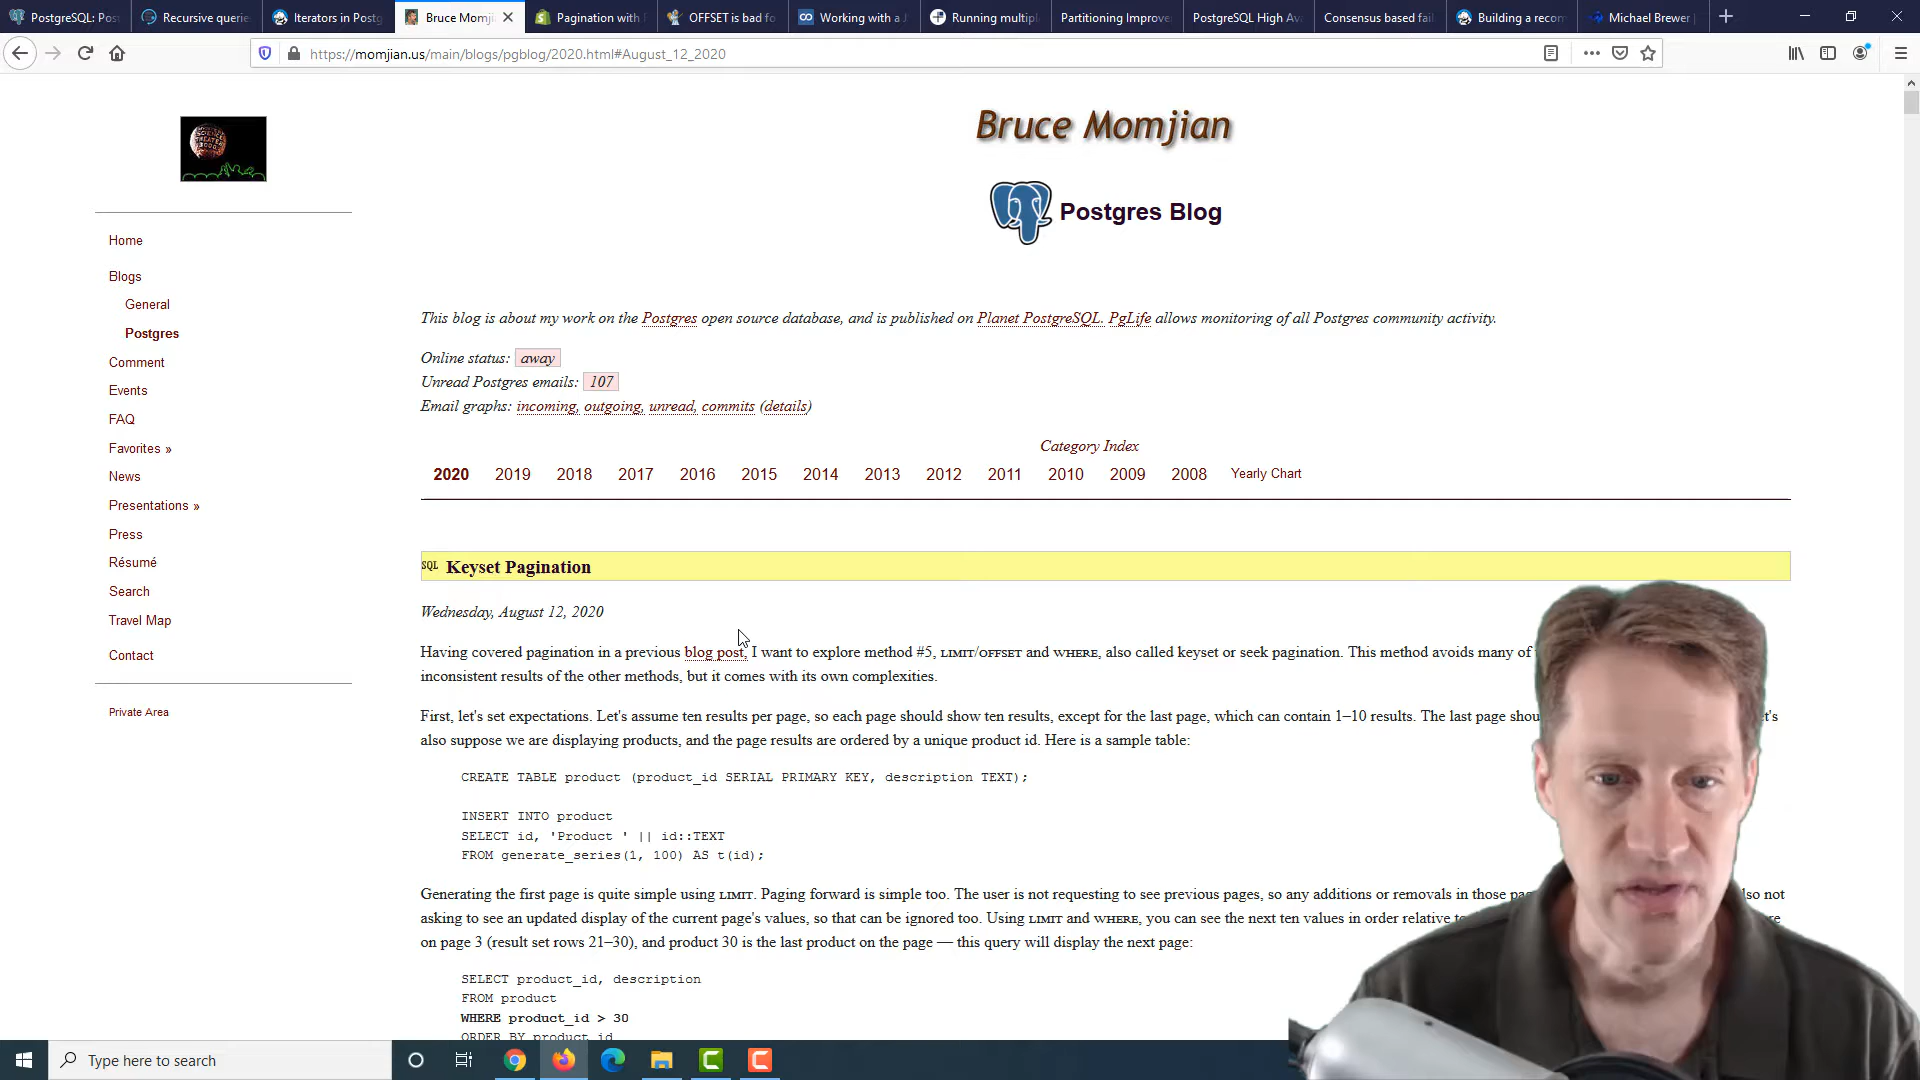 PostgreSQL: Pos
Recursive querie
Iterators in Postg
Bruce Momji
Pagination with
OFFSET is bad fo
Working with a J
Running multipl
Partitioning Improve
PostgreSQL High Av
Consensus based fail
Building a recom
Michael Brewer
https://momjian.us/main/blogs/pgblog/2020.html#August_12_2020
Bruce Momjian
Postgres Blog
Home
Blogs
General
Postgres
Comment
Events
FAQ
Favorites »
News
Presentations »
Press
Résumé
Search
Travel Map
Contact
Private Area
This blog is about my work on the Postgres open source database, and is published on Planet PostgreSQL. PgLife allows monitoring of all Postgres community activity.
Online status: away
Unread Postgres emails: 107
Email graphs: incoming, outgoing, unread, commits (details)
Category Index
2020 2019 2018 2017 2016 2015 2014 2013 2012 2011 2010 2009 2008 Yearly Chart
SQL Keyset Pagination
Wednesday, August 12, 2020
Having covered pagination in a previous blog post, I want to explore method #5, LIMIT/OFFSET and WHERE, also called keyset or seek pagination. This method avoids many of
inconsistent results of the other methods, but it comes with its own complexities.
First, let's set expectations. Let's assume ten results per page, so each page should show ten results, except for the last page, which can contain 1–10 results. The last page shou et's
also suppose we are displaying products, and the page results are ordered by a unique product id. Here is a sample table:
CREATE TABLE product (product_id SERIAL PRIMARY KEY, description TEXT);
INSERT INTO product
SELECT id, 'Product ' || id::TEXT
FROM generate_series(1, 100) AS t(id);
Generating the first page is quite simple using LIMIT. Paging forward is simple too. The user is not requesting to see previous pages, so any additions or removals in those pag lso not
asking to see an updated display of the current page's values, so that can be ignored too. Using LIMIT and WHERE, you can see the next ten values in order relative to re
on page 3 (result set rows 21–30), and product 30 is the last product on the page — this query will display the next page:
SELECT product_id, description
FROM product
WHERE product_id > 30
ORDER BY product_id
Type here to search